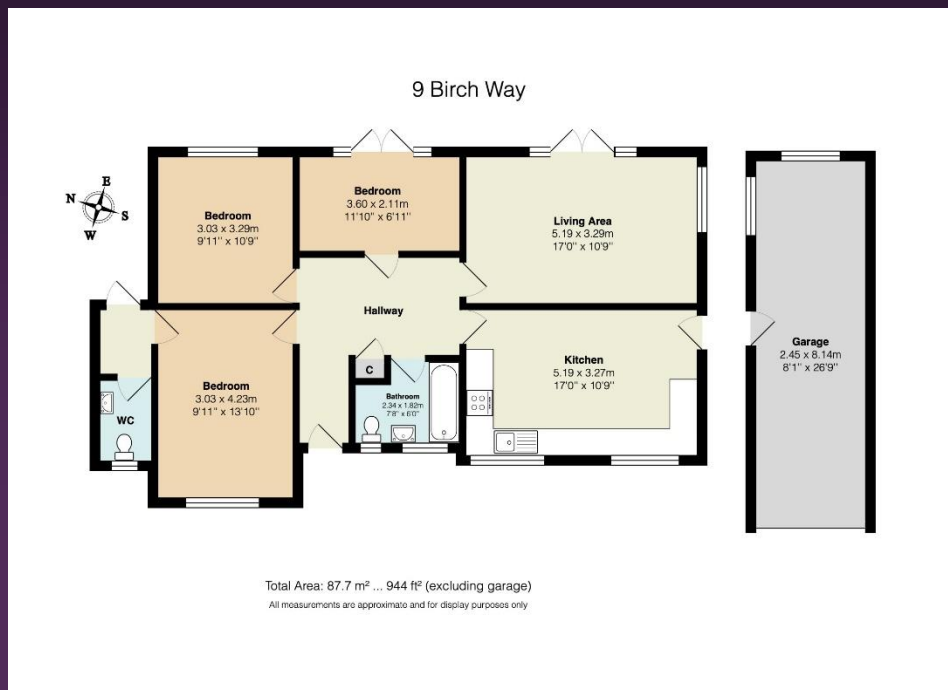 9 Birch Way
N
E
S
W
Bedroom
3.03 x 3.29m
9'11'' x 10'9''
Bedroom
3.60 x 2.11m
11'10'' x 6'11''
Living Area
5.19 x 3.29m
17'0'' x 10'9''
Hallway
Bedroom
3.03 x 4.23m
9'11'' x 13'10''
WC
C
Bathroom
2.34 x 1.82m
7'8'' x 6'0''
Kitchen
5.19 x 3.27m
17'0'' x 10'9''
Garage
2.45 x 8.14m
8'1'' x 26'9''
Total Area: 87.7 m² ... 944 ft² (excluding garage)
All measurements are approximate and for display purposes only